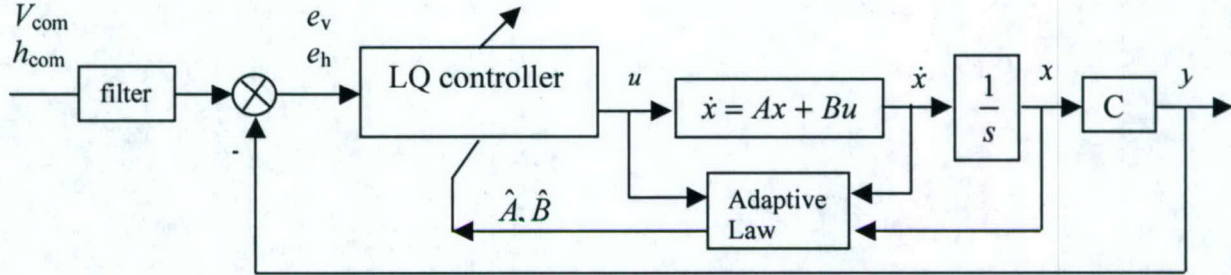 V_com
h_com
filter
-
e_v
e_h
LQ controller
u
ẋ = Ax + Bu
ẋ
1
s
x
C
y
Adaptive
Law
Â, B̂